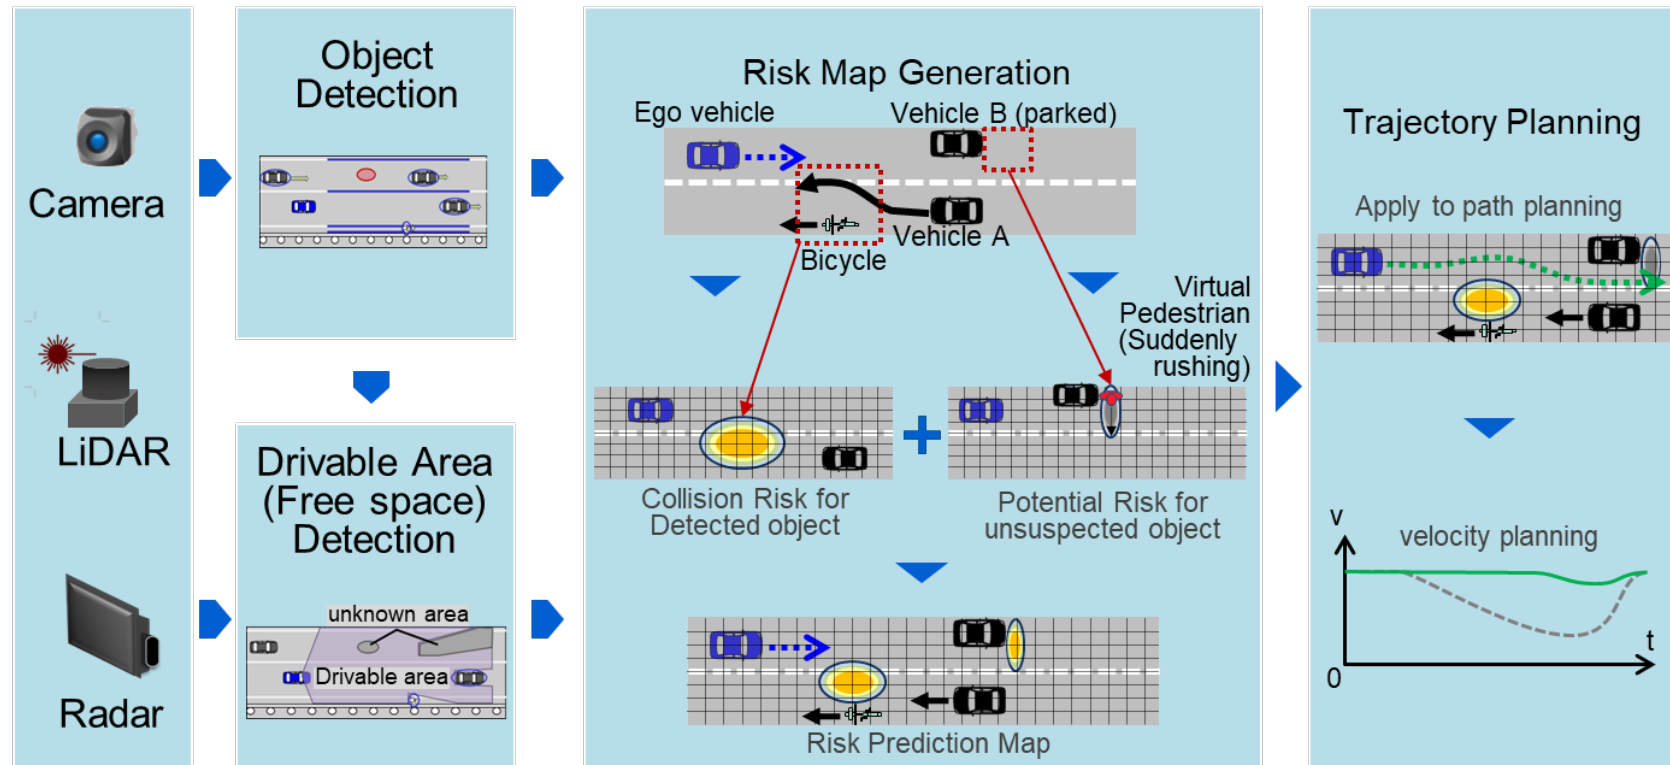 Camera
LiDAR
Radar
Object
Detection
Drivable Area
(Free space)
Detection
unknown area
Drivable area
Risk Map Generation
Ego vehicle
Vehicle B (parked)
Vehicle A
Bicycle
Virtual
Pedestrian
(Suddenly
rushing)
Collision Risk for
Detected object
Potential Risk for
unsuspected object
Risk Prediction Map
Trajectory Planning
Apply to path planning
v
velocity planning
t
0